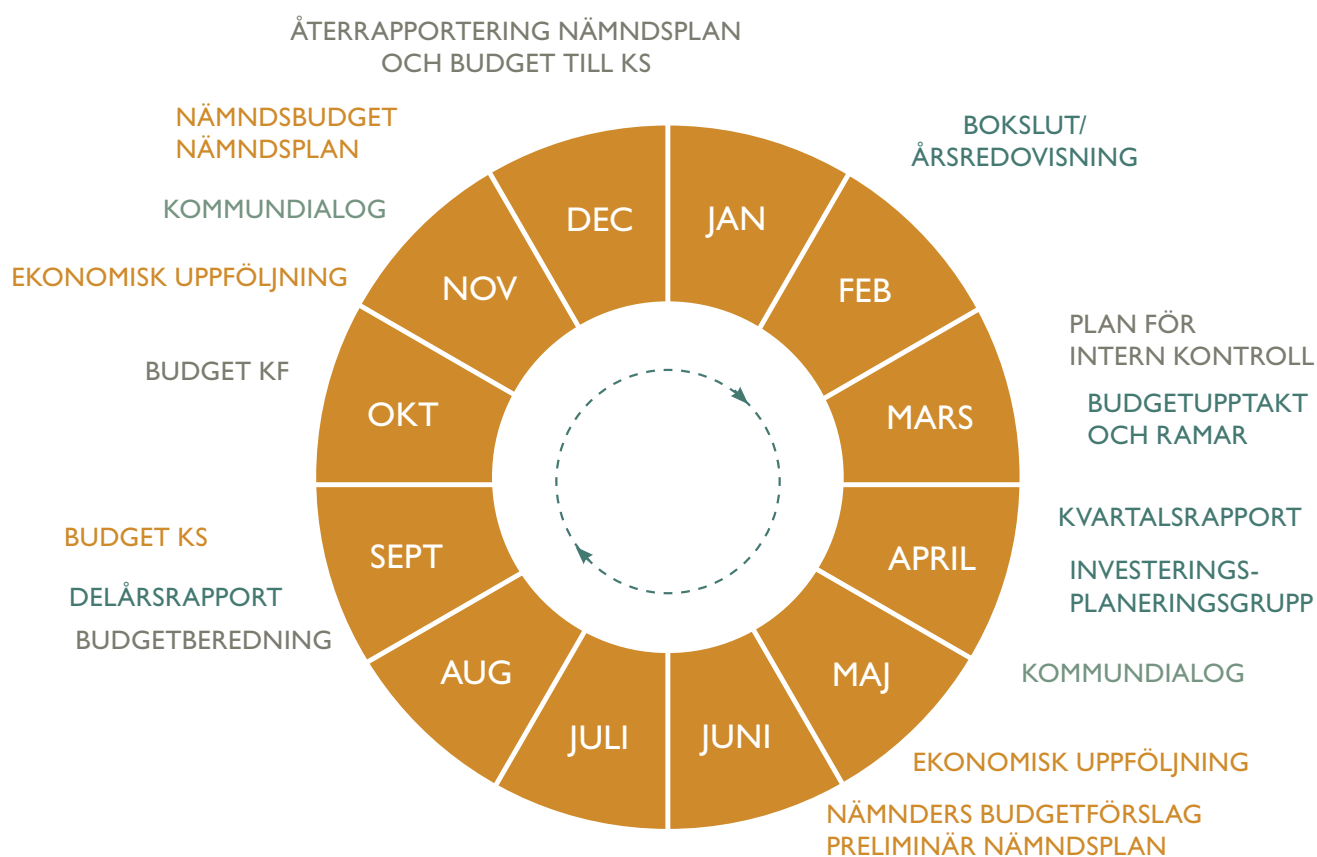 ÅTERRAPPORTERING NÄMNDSPLAN
OCH BUDGET TILL KS
NÄMNDSBUDGET
NÄMNDSPLAN
KOMMUNDIALOG
EKONOMISK UPPFÖLJNING
BUDGET KF
BUDGET KS
DELÅRSRAPPORT
BUDGETBEREDNING
BOKSLUT/
ÅRSREDOVISNING
PLAN FÖR
INTERN KONTROLL
BUDGETUPPTAKT
OCH RAMAR
KVARTALSRAPPORT
INVESTERINGS-
PLANERINGSGRUPP
KOMMUNDIALOG
EKONOMISK UPPFÖLJNING
NÄMNDERS BUDGETFÖRSLAG
PRELIMINÄR NÄMNDSPLAN
JAN
FEB
MARS
APRIL
MAJ
JUNI
JULI
AUG
SEPT
OKT
NOV
DEC